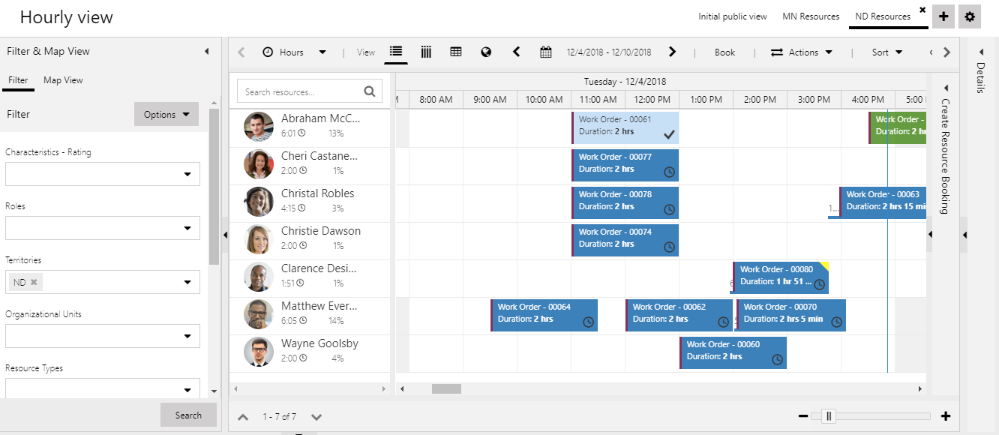 Hourly view
Initial public view
MN Resources
ND Resources
Filter & Map View
Hours
View
12/4/2018 - 12/10/2018
Book
Actions
Sort
Filter
Map View
Filter
Options
Characteristics - Rating
Roles
Territories
ND
Organizational Units
Resource Types
Search
Search resources...
Tuesday - 12/4/2018
8:00 AM 9:00 AM 10:00 AM 11:00 AM 12:00 PM 1:00 PM 2:00 PM 3:00 PM 4:00 PM 5:00
Abraham McC...
6:01 13%
Work Order - 00061
Duration: 2 hrs
Work Order -
Duration: 2 hr
Cheri Castane...
2:00 1%
Work Order - 00077
Duration: 2 hrs
Christal Robles
4:15 3%
Work Order - 00078
Duration: 2 hrs
1...
Work Order - 00063
Duration: 2 hrs 15 min
Christie Dawson
2:00 1%
Work Order - 00074
Duration: 2 hrs
Clarence Desi...
1:51 1%
Work Order - 00080
Duration: 1 hr 51 ...
Matthew Ever...
6:05 14%
Work Order - 00064
Duration: 2 hrs
Work Order - 00062
Duration: 2 hrs
Work Order - 00070
Duration: 2 hrs 5 min
Wayne Goolsby
2:00 4%
Work Order - 00060
Duration: 2 hrs
1 - 7 of 7
Create Resource Booking
Details